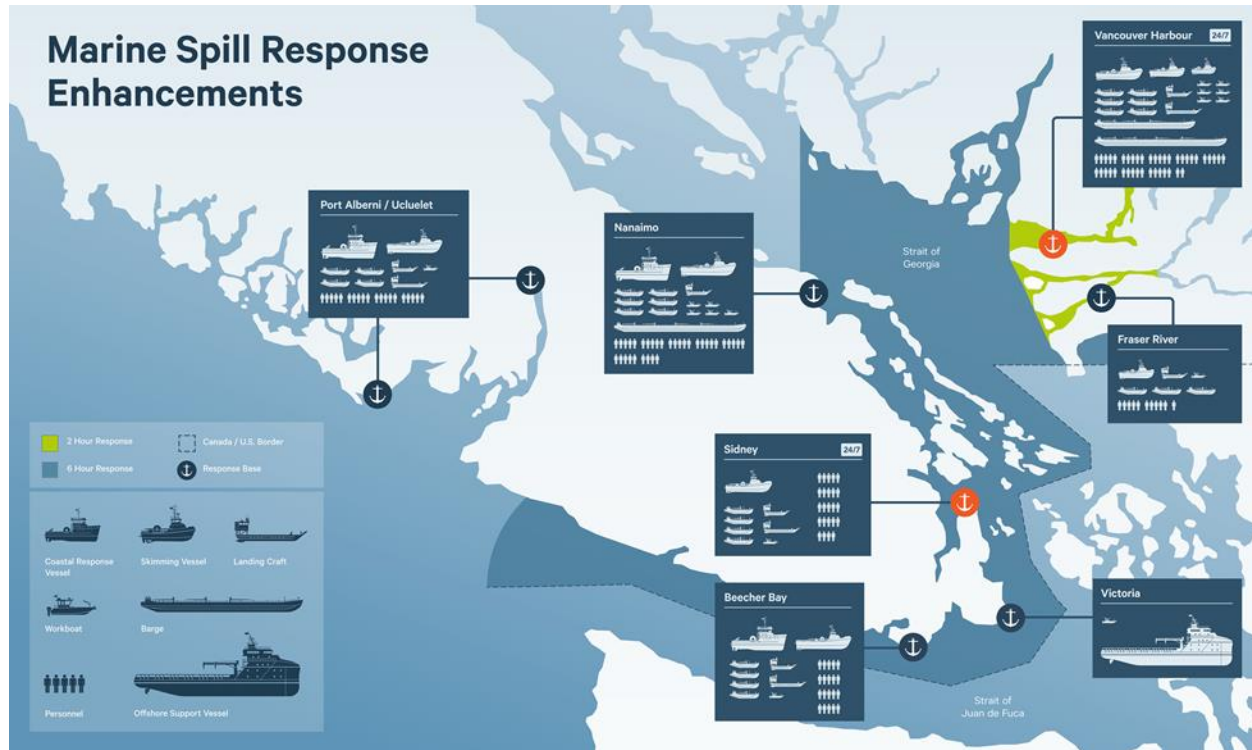 Marine Spill Response
Enhancements
Vancouver Harbour 24/7
Port Alberni / Ucluelet
Nanaimo
Strait of
Georgia
Fraser River
Sidney 24/7
Beecher Bay
Victoria
Strait of
Juan de Fuca
2 Hour Response
Canada / U.S. Border
6 Hour Response
Response Base
Coastal Response
Vessel
Skimming Vessel
Landing Craft
Workboat
Barge
Personnel
Offshore Support Vessel